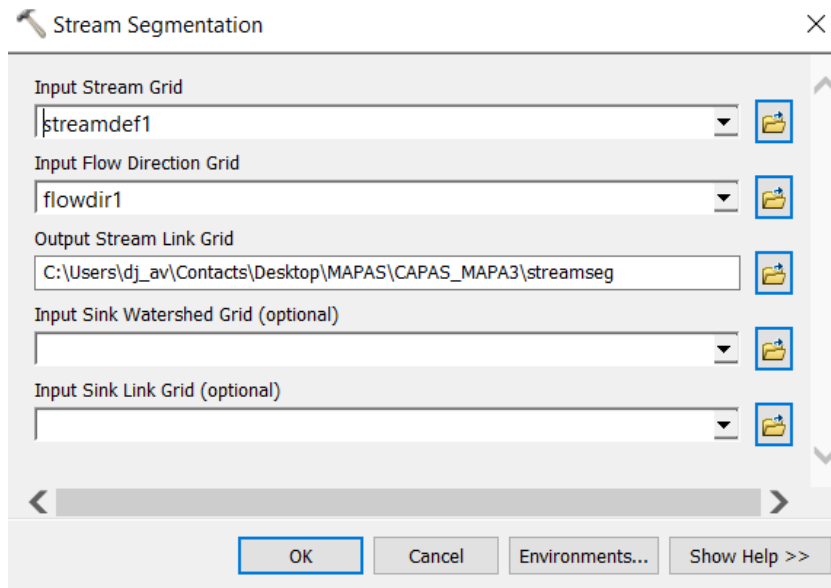 Stream Segmentation
Input Stream Grid
streamdef1
Input Flow Direction Grid
flowdir1
Output Stream Link Grid
C:\Users\dj_av\Contacts\Desktop\MAPAS\CAPAS_MAPA3\streamseg
Input Sink Watershed Grid (optional)
Input Sink Link Grid (optional)
OK Cancel Environments... Show Help >>